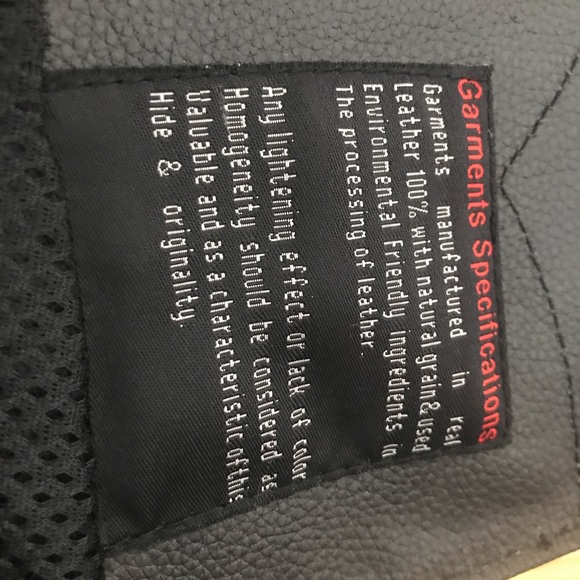 Garments Specifications
Garments manufactured in real
Leather 100% with natural grain & used
Environmental Friendly ingredients in
The processing of leather.
Any lightening effect or lack of color
Homogeneity should be considered as
Valuable and as a characteristic of this
Hide & originality.